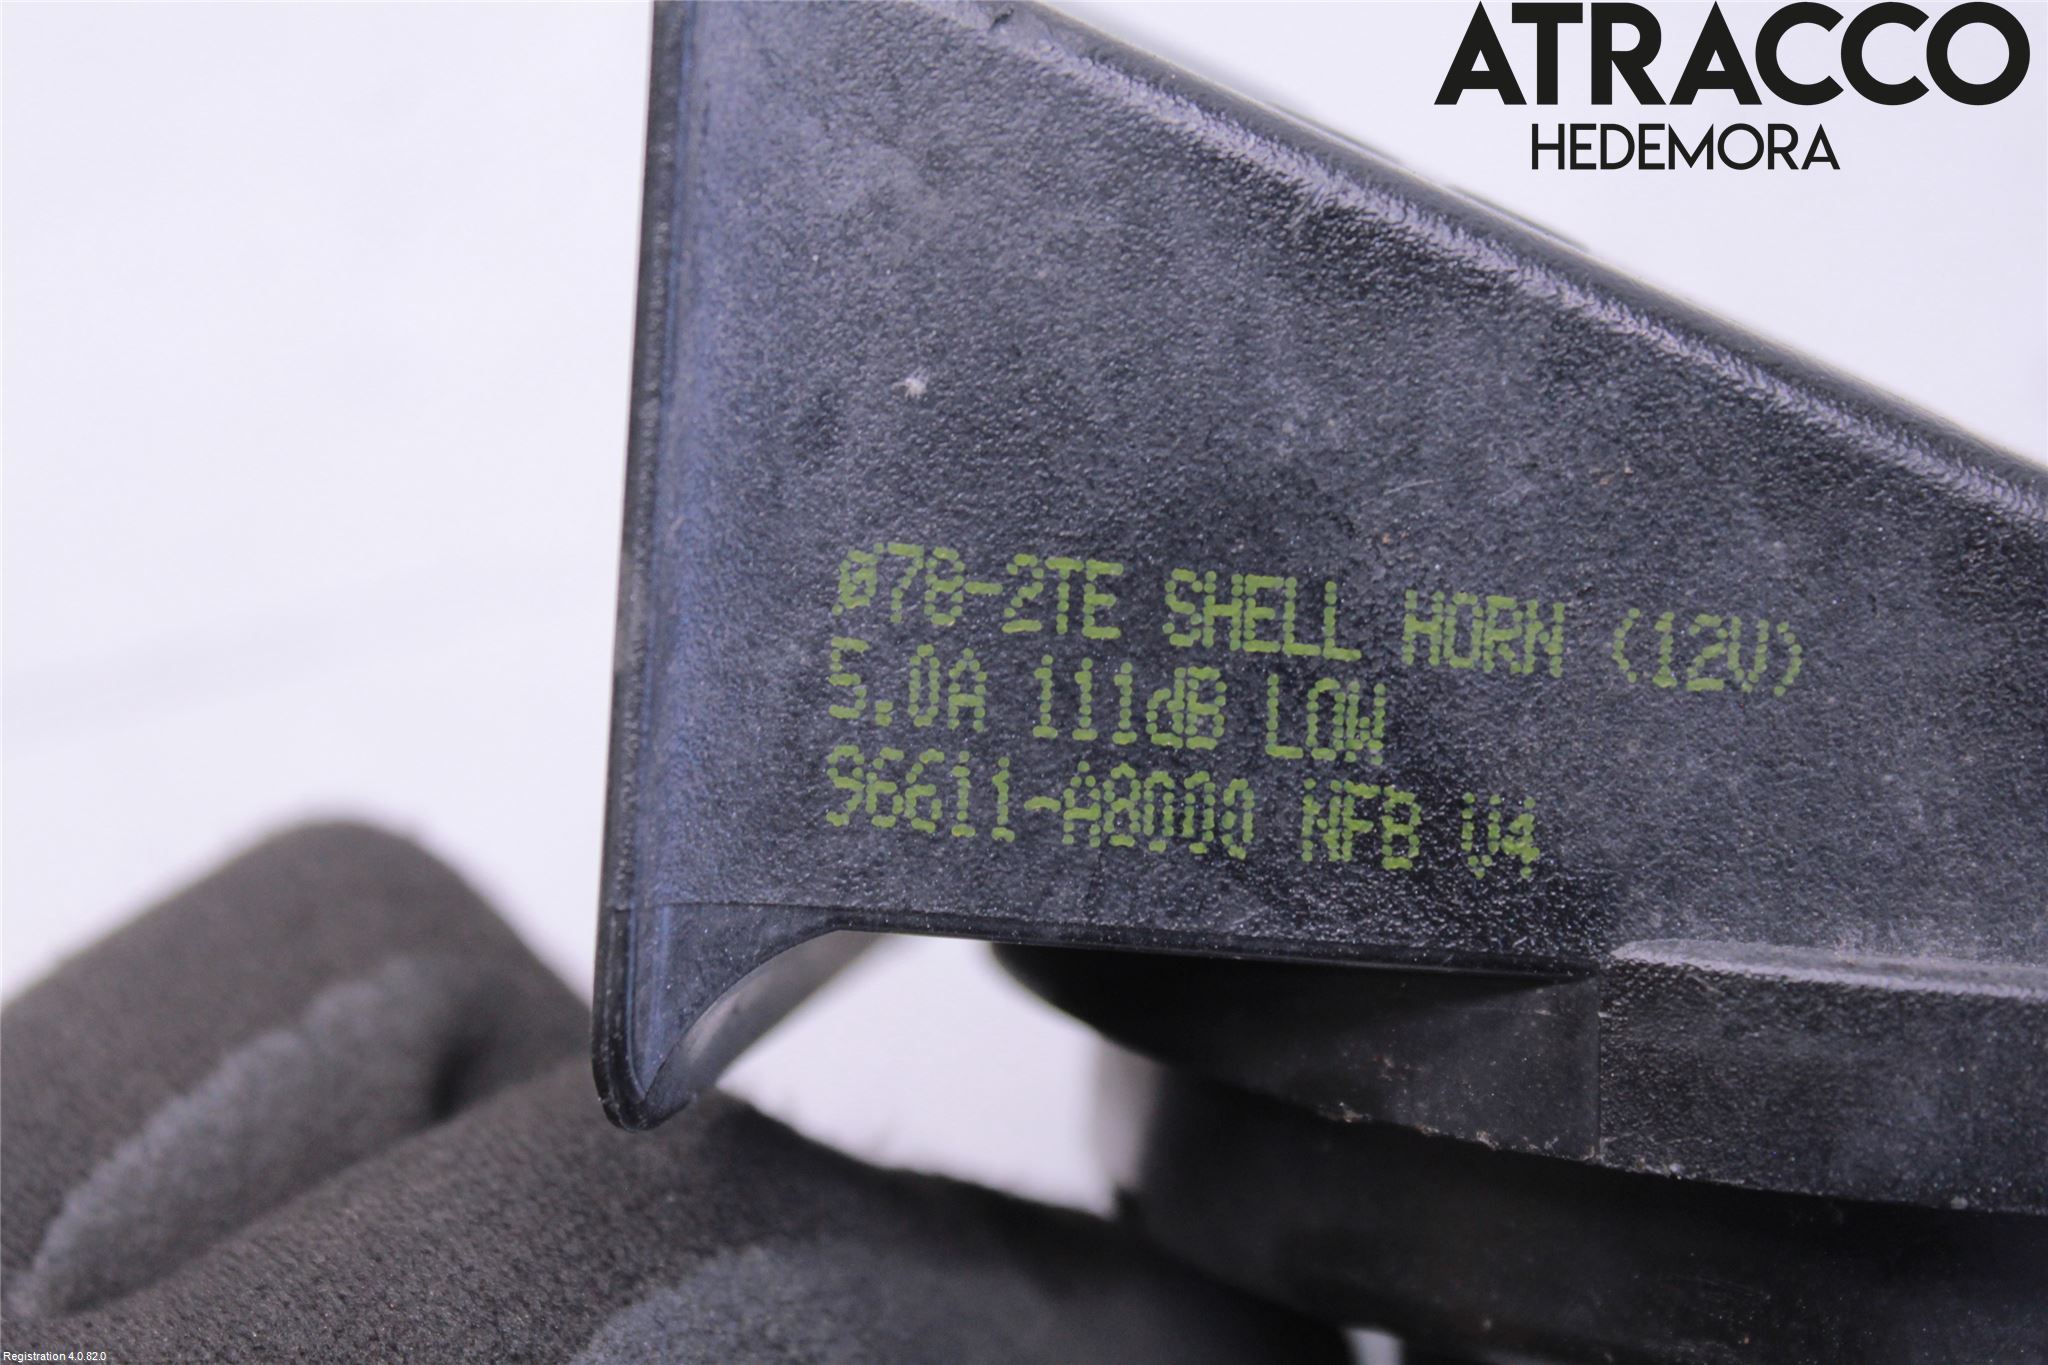 ATRACCO
HEDEMORA
078-2TE SHELL HORN (12V)
5.0A 111dB LOW
96611-A8000 NFB V4
Registration 4.0.82.0